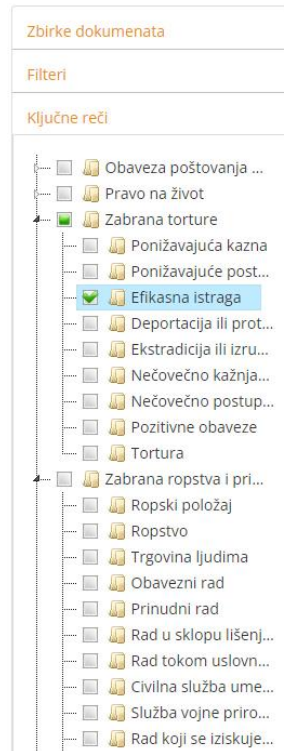 Zbirke dokumenata
Filteri
Ključne reči
Obaveza poštovanja ...
Pravo na život
Zabrana torture
Ponižavajuća kazna
Ponižavajuće post...
Efikasna istraga
Deportacija ili prot...
Ekstradicija ili izru...
Nečovečno kažnja...
Nečovečno postup...
Pozitivne obaveze
Tortura
Zabrana ropstva i pri...
Ropski položaj
Ropstvo
Trgovina ljudima
Obavezni rad
Prinudni rad
Rad u sklopu lišenj...
Rad tokom uslovn...
Civilna služba ume...
Služba vojne priro...
Rad koji se iziskuje...